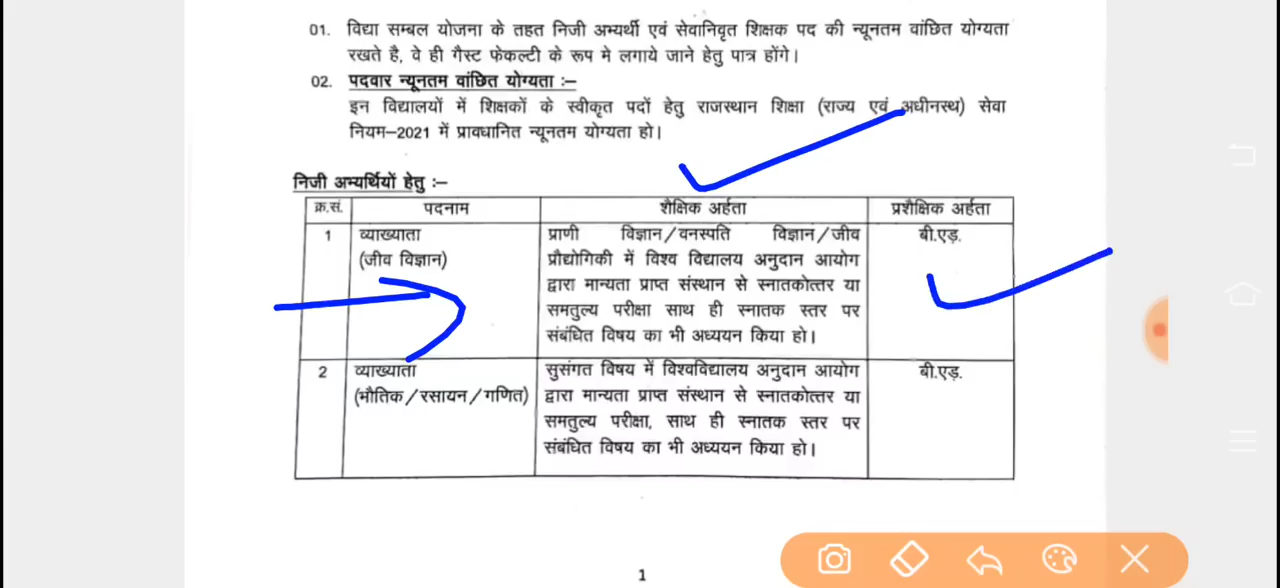 01. विद्या सम्बल योजना के तहत निजी अभ्यर्थी एवं सेवानिवृत शिक्षक पद की न्यूनतम वांछित योग्यता
रखते है, वे ही गैस्ट फेकल्टी के रूप मे लगाये जाने हेतु पात्र होंगे।
02. पदवार न्यूनतम वांछित योग्यता :–
इन विद्यालयों में शिक्षकों के स्वीकृत पदों हेतु राजस्थान शिक्षा (राज्य एवं अधीनस्थ) सेवा
नियम–2021 में प्रावधानित न्यूनतम योग्यता हो।
निजी अभ्यर्थियों हेतु :–
क्र.सं. पदनाम शैक्षिक अर्हता प्रशैक्षिक अर्हता
1 व्याख्याता प्राणी विज्ञान/वनस्पति विज्ञान/जीव बी.एड.
(जीव विज्ञान) प्रौद्योगिकी में विश्व विद्यालय अनुदान आयोग
द्वारा मान्यता प्राप्त संस्थान से स्नातकोत्तर या
समतुल्य परीक्षा साथ ही स्नातक स्तर पर
संबंधित विषय का भी अध्ययन किया हो।
2 व्याख्याता सुसंगत विषय में विश्वविद्यालय अनुदान आयोग बी.एड.
(भौतिक/रसायन/गणित) द्वारा मान्यता प्राप्त संस्थान से स्नातकोत्तर या
समतुल्य परीक्षा, साथ ही स्नातक स्तर पर
संबंधित विषय का भी अध्ययन किया हो।
1